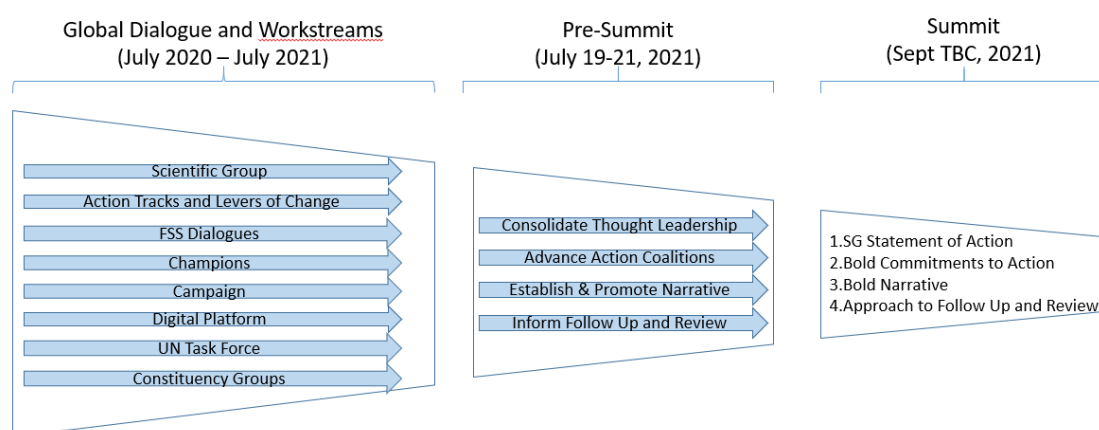 Global Dialogue and Workstreams
(July 2020 – July 2021)
Scientific Group
Action Tracks and Levers of Change
FSS Dialogues
Champions
Campaign
Digital Platform
UN Task Force
Constituency Groups
Pre-Summit
(July 19-21, 2021)
Consolidate Thought Leadership
Advance Action Coalitions
Establish & Promote Narrative
Inform Follow Up and Review
Summit
(Sept TBC, 2021)
1.SG Statement of Action
2.Bold Commitments to Action
3.Bold Narrative
4.Approach to Follow Up and Review